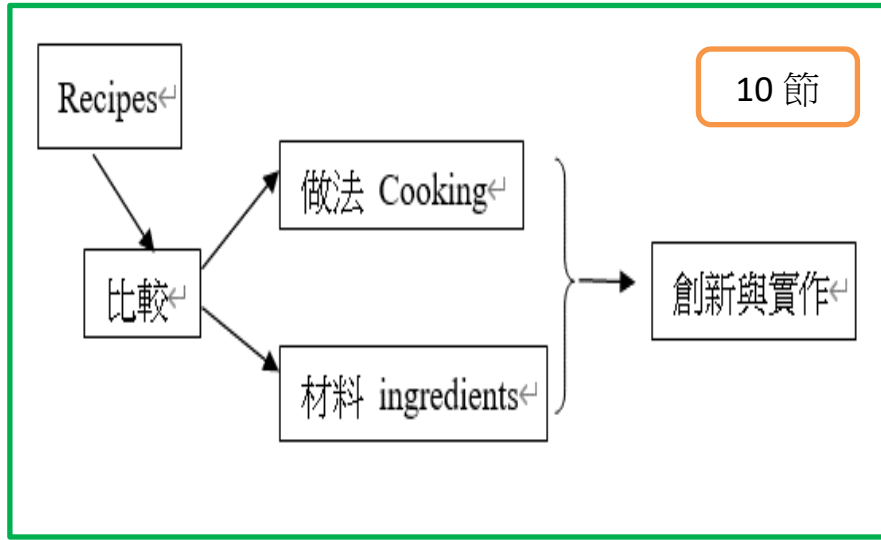 Recipes↵
10 節
做法 Cooking↵
比較↵
創新與實作↵
材料 ingredients↵